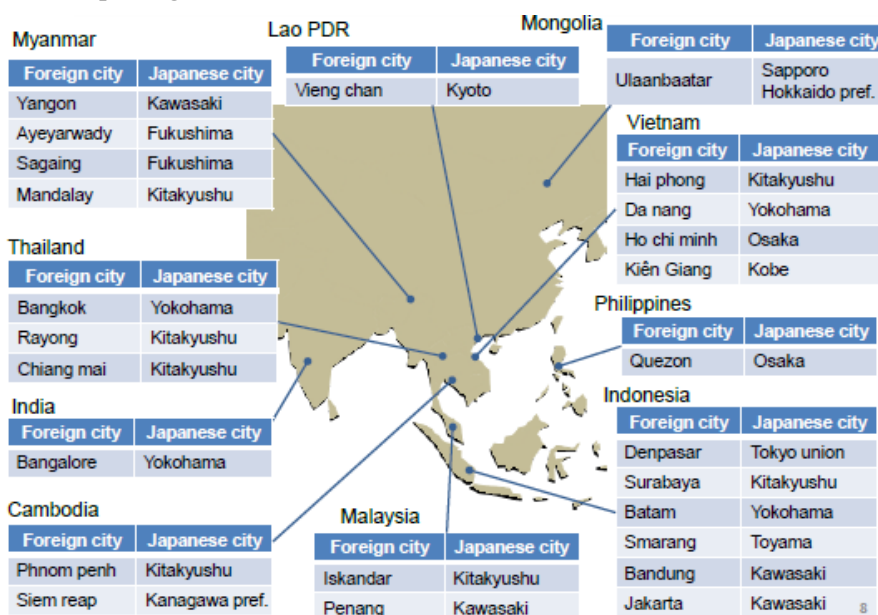 Myanmar
Foreign city Japanese city
Yangon Kawasaki
Ayeyarwady Fukushima
Sagaing Fukushima
Mandalay Kitakyushu
Lao PDR
Foreign city Japanese city
Vieng chan Kyoto
Mongolia
Foreign city Japanese city
Ulaanbaatar Sapporo
Hokkaido pref.
Vietnam
Foreign city Japanese city
Hai phong Kitakyushu
Da nang Yokohama
Ho chi minh Osaka
Kiên Giang Kobe
Thailand
Foreign city Japanese city
Bangkok Yokohama
Rayong Kitakyushu
Chiang mai Kitakyushu
Philippines
Foreign city Japanese city
Quezon Osaka
India
Foreign city Japanese city
Bangalore Yokohama
Indonesia
Foreign city Japanese city
Denpasar Tokyo union
Surabaya Kitakyushu
Batam Yokohama
Smarang Toyama
Bandung Kawasaki
Jakarta Kawasaki
Cambodia
Foreign city Japanese city
Phnom penh Kitakyushu
Siem reap Kanagawa pref.
Malaysia
Foreign city Japanese city
Iskandar Kitakyushu
Penang Kawasaki
8